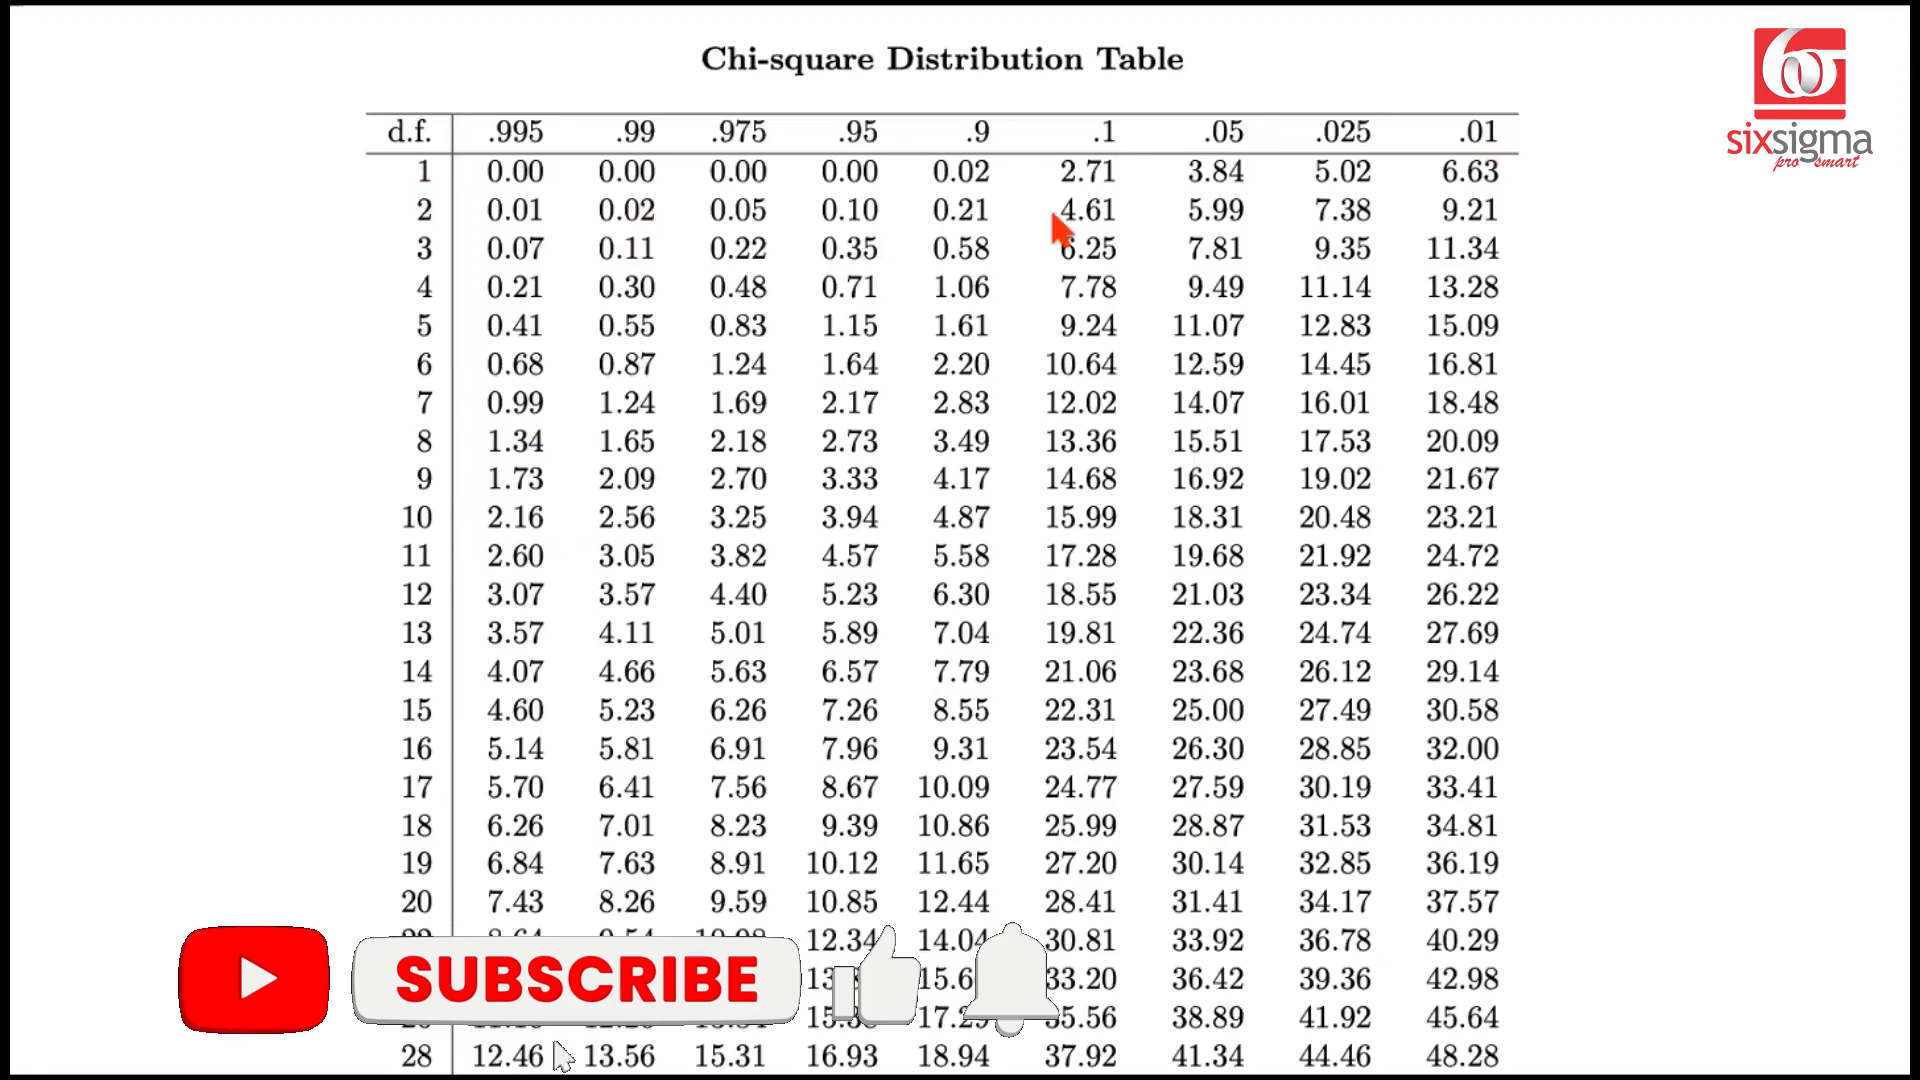 Chi-square Distribution Table
sixsigma
pro smart
d.f. .995 .99 .975 .95 .9 .1 .05 .025 .01
1 0.00 0.00 0.00 0.00 0.02 2.71 3.84 5.02 6.63
2 0.01 0.02 0.05 0.10 0.21 4.61 5.99 7.38 9.21
3 0.07 0.11 0.22 0.35 0.58 6.25 7.81 9.35 11.34
4 0.21 0.30 0.48 0.71 1.06 7.78 9.49 11.14 13.28
5 0.41 0.55 0.83 1.15 1.61 9.24 11.07 12.83 15.09
6 0.68 0.87 1.24 1.64 2.20 10.64 12.59 14.45 16.81
7 0.99 1.24 1.69 2.17 2.83 12.02 14.07 16.01 18.48
8 1.34 1.65 2.18 2.73 3.49 13.36 15.51 17.53 20.09
9 1.73 2.09 2.70 3.33 4.17 14.68 16.92 19.02 21.67
10 2.16 2.56 3.25 3.94 4.87 15.99 18.31 20.48 23.21
11 2.60 3.05 3.82 4.57 5.58 17.28 19.68 21.92 24.72
12 3.07 3.57 4.40 5.23 6.30 18.55 21.03 23.34 26.22
13 3.57 4.11 5.01 5.89 7.04 19.81 22.36 24.74 27.69
14 4.07 4.66 5.63 6.57 7.79 21.06 23.68 26.12 29.14
15 4.60 5.23 6.26 7.26 8.55 22.31 25.00 27.49 30.58
16 5.14 5.81 6.91 7.96 9.31 23.54 26.30 28.85 32.00
17 5.70 6.41 7.56 8.67 10.09 24.77 27.59 30.19 33.41
18 6.26 7.01 8.23 9.39 10.86 25.99 28.87 31.53 34.81
19 6.84 7.63 8.91 10.12 11.65 27.20 30.14 32.85 36.19
20 7.43 8.26 9.59 10.85 12.44 28.41 31.41 34.17 37.57
12.34 14.04 30.81 33.92 36.78 40.29
SUBSCRIBE
33.20 36.42 39.36 42.98
35.56 38.89 41.92 45.64
28 12.46 13.56 15.31 16.93 18.94 37.92 41.34 44.46 48.28